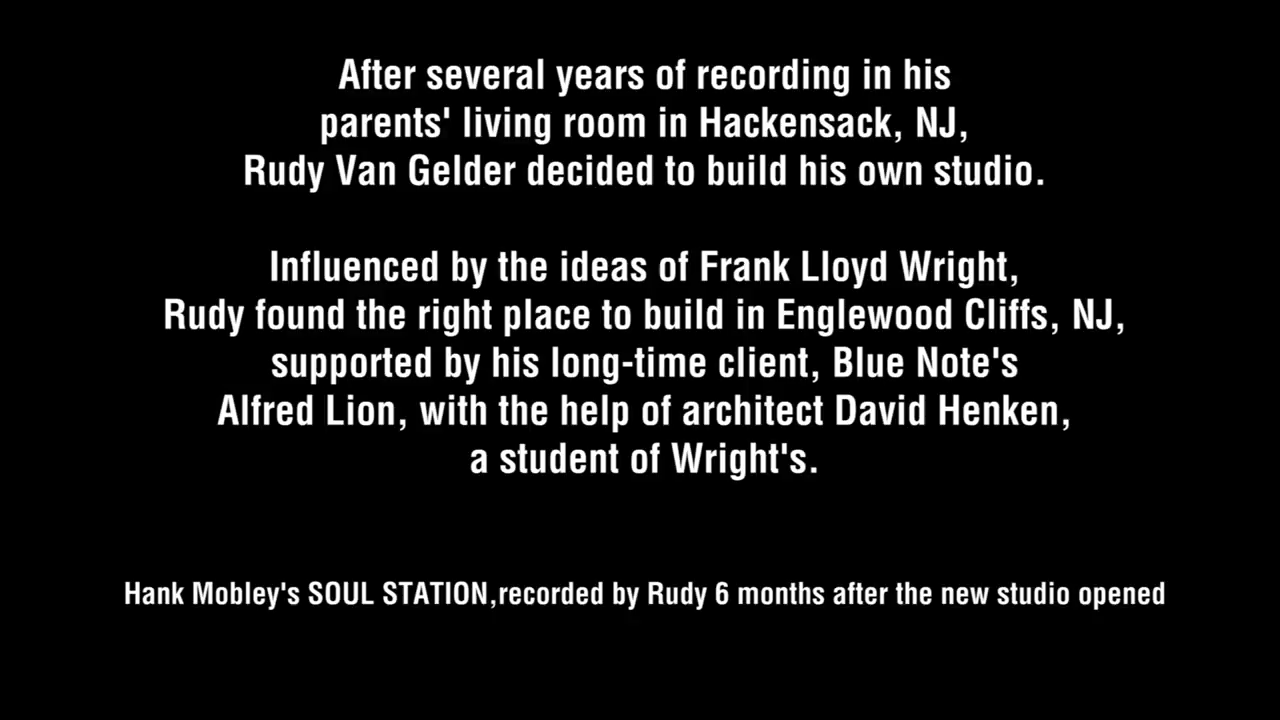 After several years of recording in his
parents' living room in Hackensack, NJ,
Rudy Van Gelder decided to build his own studio.
Influenced by the ideas of Frank Lloyd Wright,
Rudy found the right place to build in Englewood Cliffs, NJ,
supported by his long-time client, Blue Note's
Alfred Lion, with the help of architect David Henken,
a student of Wright's.
Hank Mobley's SOUL STATION,recorded by Rudy 6 months after the new studio opened